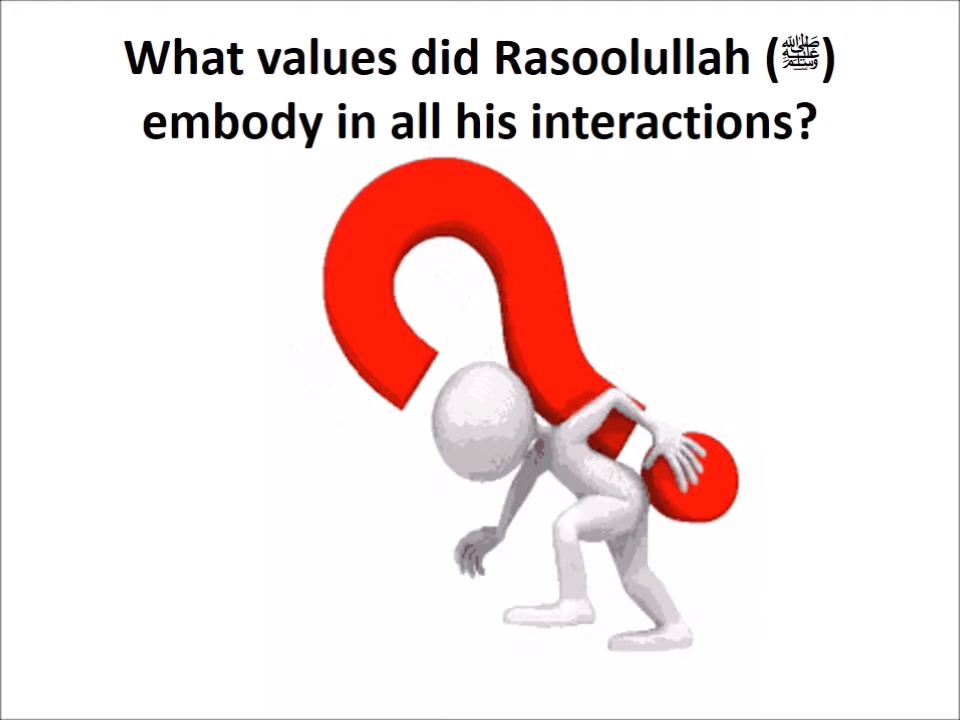 What values did Rasoolullah (ﷺ)
embody in all his interactions?